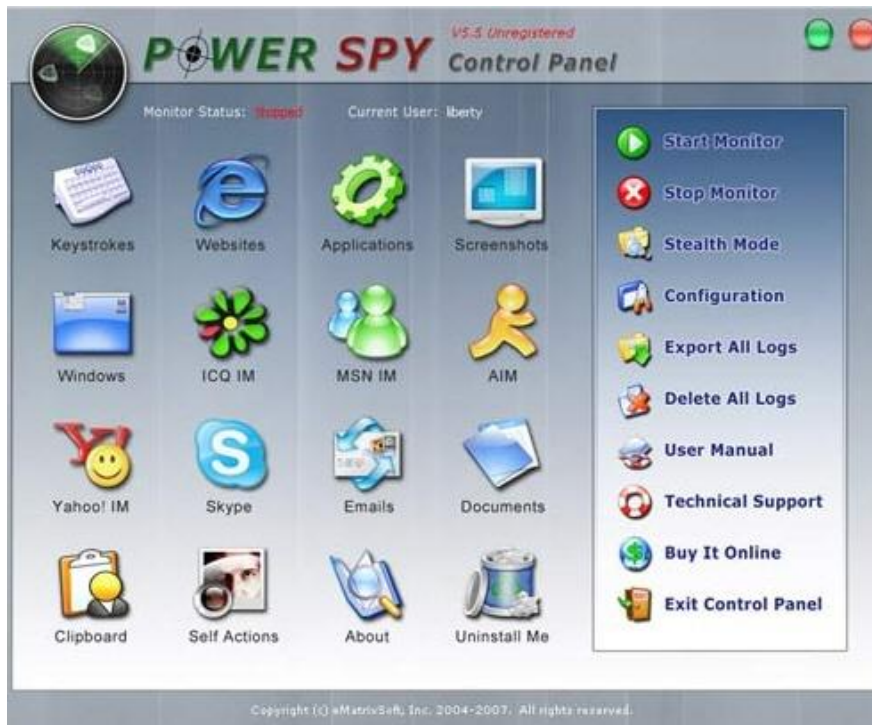 POWER SPY
V5.5 Unregistered
Control Panel
Monitor Status: Stopped
Current User: liberty
Keystrokes
Websites
Applications
Screenshots
Windows
ICQ IM
MSN IM
AIM
Yahoo! IM
Skype
Emails
Documents
Clipboard
Self Actions
About
Uninstall Me
Start Monitor
Stop Monitor
Stealth Mode
Configuration
Export All Logs
Delete All Logs
User Manual
Technical Support
Buy It Online
Exit Control Panel
Copyright (c) eMatrixSoft, Inc. 2004-2007. All rights reserved.